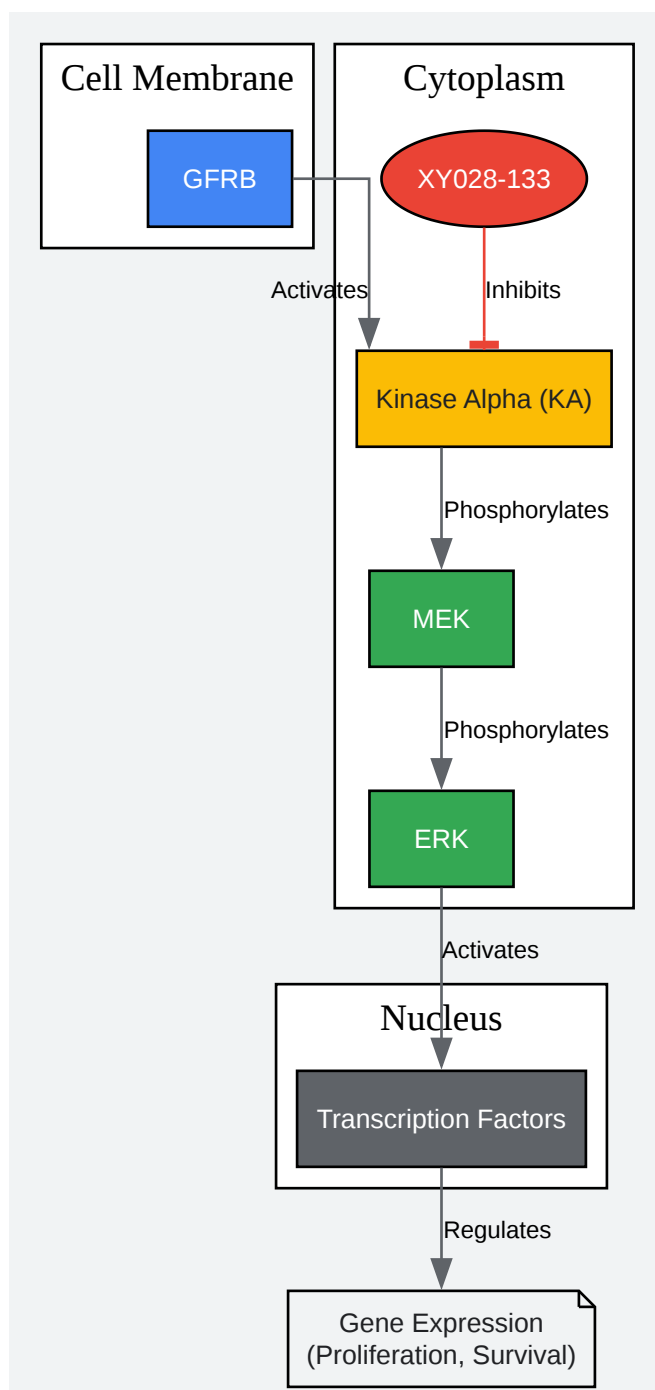 Cell Membrane
Cytoplasm
GFRB
XY028-133
Activates
Inhibits
Kinase Alpha (KA)
Phosphorylates
MEK
Phosphorylates
ERK
Activates
Nucleus
Transcription Factors
Regulates
Gene Expression
(Proliferation, Survival)